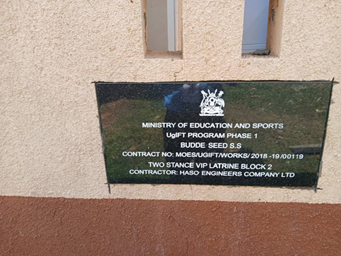 MINISTRY OF EDUCATION AND SPORTS
UgIFT PROGRAM PHASE 1
BUDDE SEED S.S
CONTRACT NO: MOES/UGIFT/WORKS/2018-19/00119
TWO STANCE VIP LATRINE BLOCK 2
CONTRACTOR: HASO ENGINEERS COMPANY LTD